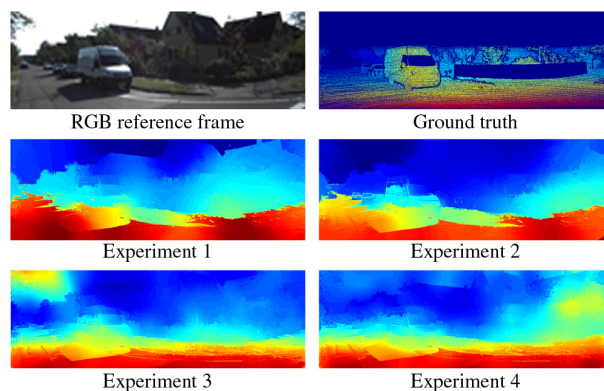 RGB reference frame
Ground truth
Experiment 1
Experiment 2
Experiment 3
Experiment 4